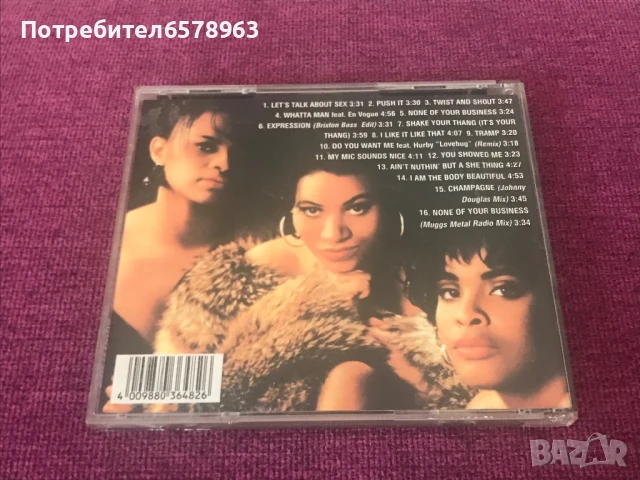 Потребител6578963
1. LET'S TALK ABOUT SEX 3:31 2. PUSH IT 3:30 3. TWIST AND SHOUT 3:47
4. WHATTA MAN feat. En Vogue 4:56 5. NONE OF YOUR BUSINESS 3:24
6. EXPRESSION (Brixton Bass Edit) 3:31 7. SHAKE YOUR THANG (IT'S YOUR
THANG) 3:59 8. I LIKE IT LIKE THAT 4:07 9. TRAMP 3:20
10. DO YOU WANT ME feat. Hurby "Lovebug" (Remix) 3:18
11. MY MIC SOUNDS NICE 4:11 12. YOU SHOWED ME 3:23
13. AIN'T NUTHIN' BUT A SHE THING 4:27
14. I AM THE BODY BEAUTIFUL 4:53
15. CHAMPAGNE (Johnny
Douglas Mix) 3:45
16. NONE OF YOUR BUSINESS
(Muggs Metal Radio Mix) 3:34
4 009880 364826
BAZAR